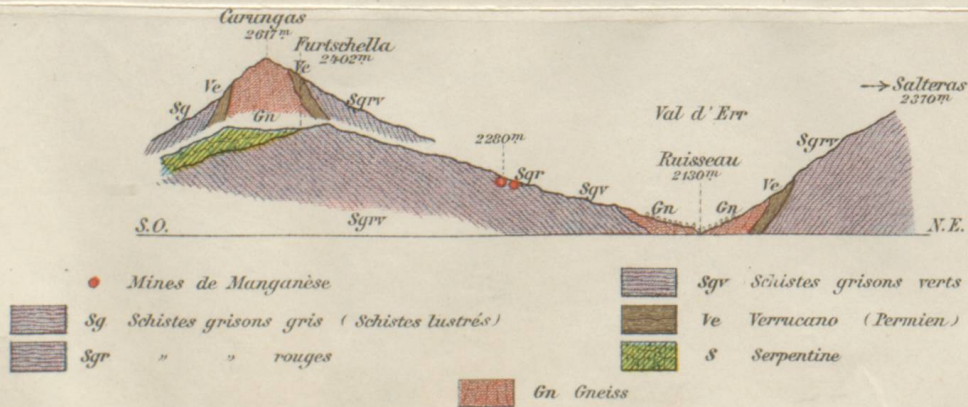 Carungas
2617m
Furtschella
2402m
Ve
Ve
Sg
Gn
Sgrv
Salteras
2370m
Val d'Err
2280m
Sgrv
Ruisseau
2130m
Sgr
Sgv
Ve
Gn
Gn
Sgrv
S.O.
N.E.
Mines de Manganèse
Sg Schistes grisons gris (Schistes lustrés)
Sgr " " rouges
Sgv Schistes grisons verts
Ve Verrucano (Permien)
S Serpentine
Gn Gneiss